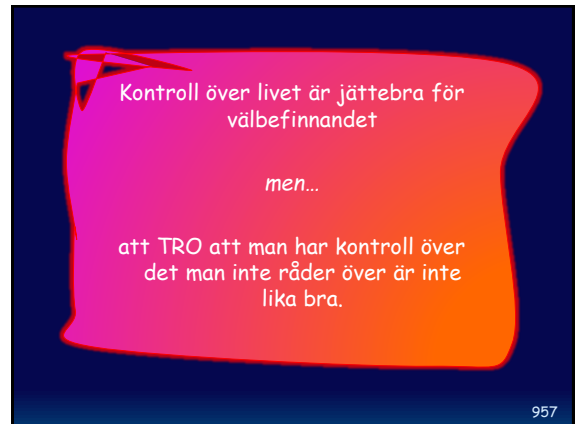 Kontroll över livet är jättebra för
välbefinnandet
men…
att TRO att man har kontroll över
det man inte råder över är inte
lika bra.
957